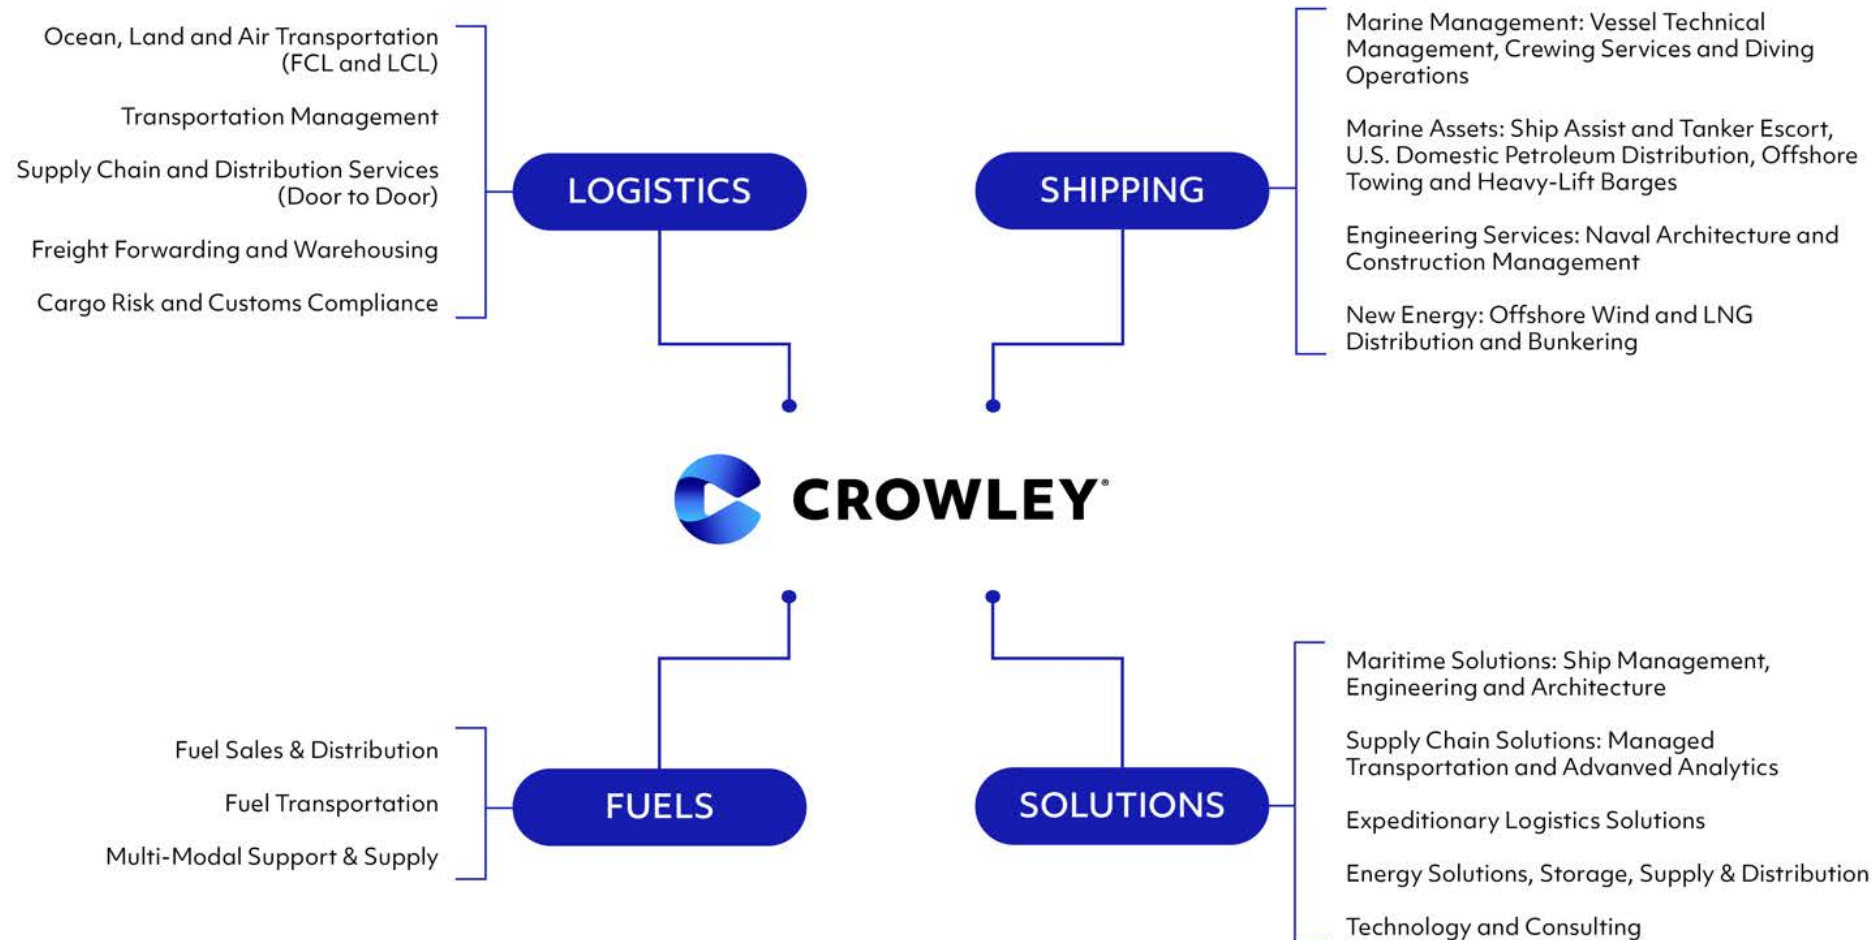 Ocean, Land and Air Transportation
(FCL and LCL)
Transportation Management
Supply Chain and Distribution Services
(Door to Door)
Freight Forwarding and Warehousing
Cargo Risk and Customs Compliance
LOGISTICS
SHIPPING
Marine Management: Vessel Technical
Management, Crewing Services and Diving
Operations
Marine Assets: Ship Assist and Tanker Escort,
U.S. Domestic Petroleum Distribution, Offshore
Towing and Heavy-Lift Barges
Engineering Services: Naval Architecture and
Construction Management
New Energy: Offshore Wind and LNG
Distribution and Bunkering
CROWLEY®
Fuel Sales & Distribution
Fuel Transportation
Multi-Modal Support & Supply
FUELS
SOLUTIONS
Maritime Solutions: Ship Management,
Engineering and Architecture
Supply Chain Solutions: Managed
Transportation and Advanved Analytics
Expeditionary Logistics Solutions
Energy Solutions, Storage, Supply & Distribution
Technology and Consulting